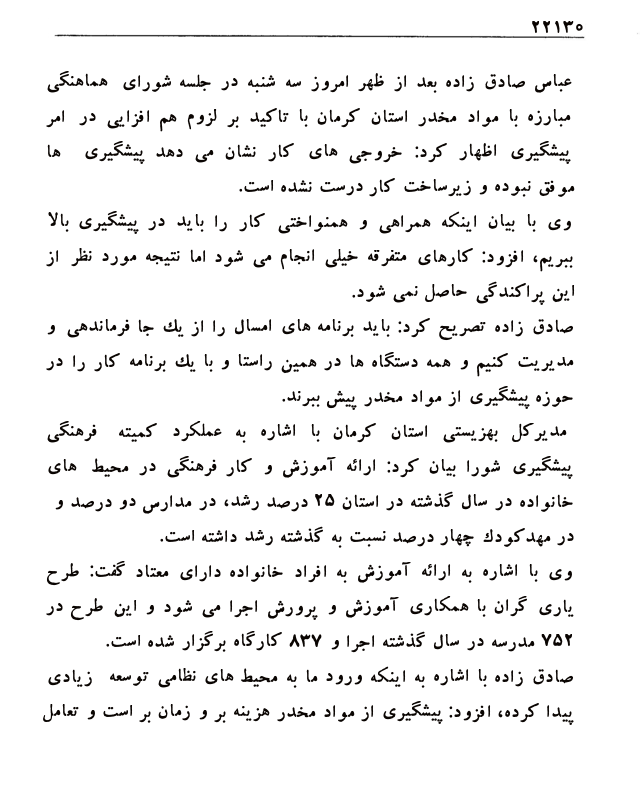 ۲۲۱۳۰
عباس صادق زاده بعد از ظهر امروز سه شنبه در جلسه شورای هماهنگی
مبارزه با مواد مخدر استان کرمان با تاکید بر لزوم هم افزایی در امر
پیشگیری اظهار کرد: خروجی های کار نشان می دهد پیشگیری ها
موفق نبوده و زیرساخت کار درست نشده است.
وی با بیان اینکه همراهی و همنواختی کار را باید در پیشگیری بالا
ببریم، افزود: کارهای متفرقه خیلی انجام می شود اما نتیجه مورد نظر از
این پراکندگی حاصل نمی شود.
صادق زاده تصریح کرد: باید برنامه های امسال را از یك جا فرماندهی و
مدیریت کنیم و همه دستگاه ها در همین راستا و با یك برنامه کار را در
حوزه پیشگیری از مواد مخدر پیش ببرند.
مدیرکل بهزیستی استان کرمان با اشاره به عملکرد کمیته فرهنگی
پیشگیری شورا بیان کرد: ارائه آموزش و کار فرهنگی در محیط های
خانواده در سال گذشته در استان ۲۵ درصد رشد، در مدارس دو درصد و
در مهدکودك چهار درصد نسبت به گذشته رشد داشته است.
وی با اشاره به ارائه آموزش به افراد خانواده دارای معتاد گفت: طرح
یاری گران با همکاری آموزش و پرورش اجرا می شود و این طرح در
۷۵۲ مدرسه در سال گذشته اجرا و ۸۳۷ کارگاه برگزار شده است.
صادق زاده با اشاره به اینکه ورود ما به محیط های نظامی توسعه زیادی
پیدا کرده، افزود: پیشگیری از مواد مخدر هزینه بر و زمان بر است و تعامل